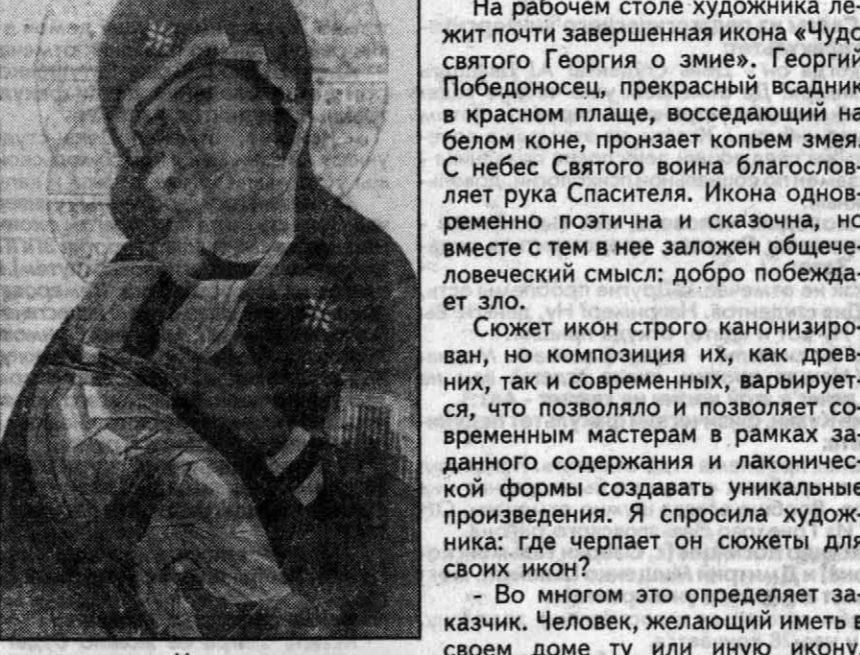 На рабочем столе художника ле-
жит почти завершенная икона «Чудо
святого Георгия о змие». Георгий
Победоносец, прекрасный всадник
в красном плаще, восседающий на
белом коне, пронзает копьем змея.
С небес Святого воина благослов-
ляет рука Спасителя. Икона однов-
ременно поэтична и сказочна, но
вместе с тем в нее заложен общече-
ловеческий смысл: добро побежда-
ет зло.
Сюжет икон строго канонизиро-
ван, но композиция их, как древ-
них, так и современных, варьирует-
ся, что позволяло и позволяет со-
временным мастерам в рамках за-
данного содержания и лаконичес-
кой формы создавать уникальные
произведения. Я спросила худож-
ника: где черпает он сюжеты для
своих икон?
- Во многом это определяет за-
казчик. Человек, желающий иметь в
своем доме ту или иную икону,